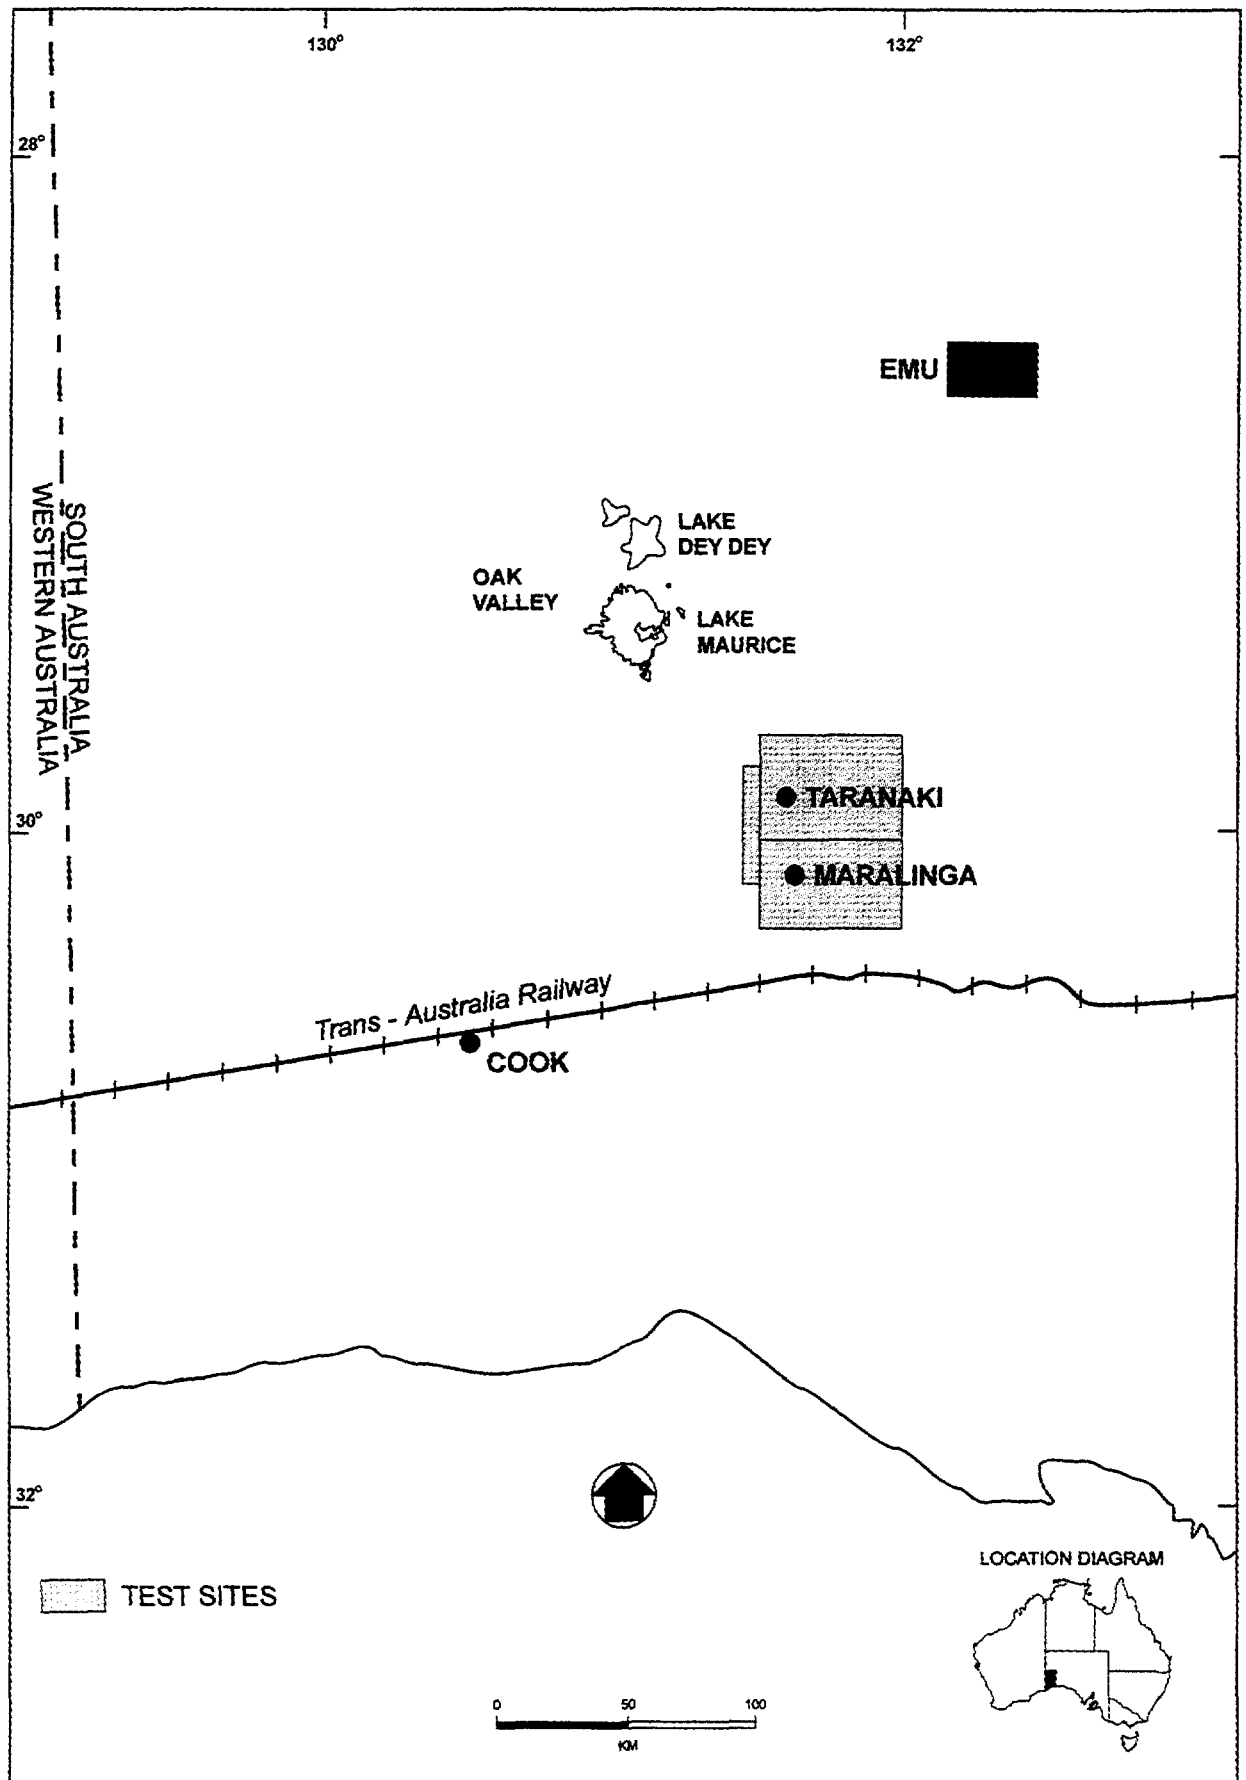 130°
132°
28°
EMU
SOUTH AUSTRALIA
WESTERN AUSTRALIA
LAKE
DEY DEY
OAK
VALLEY
LAKE
MAURICE
TARANAKI
30°
MARALINGA
Trans - Australia Railway
COOK
32°
LOCATION DIAGRAM
TEST SITES
0 50 100
KM